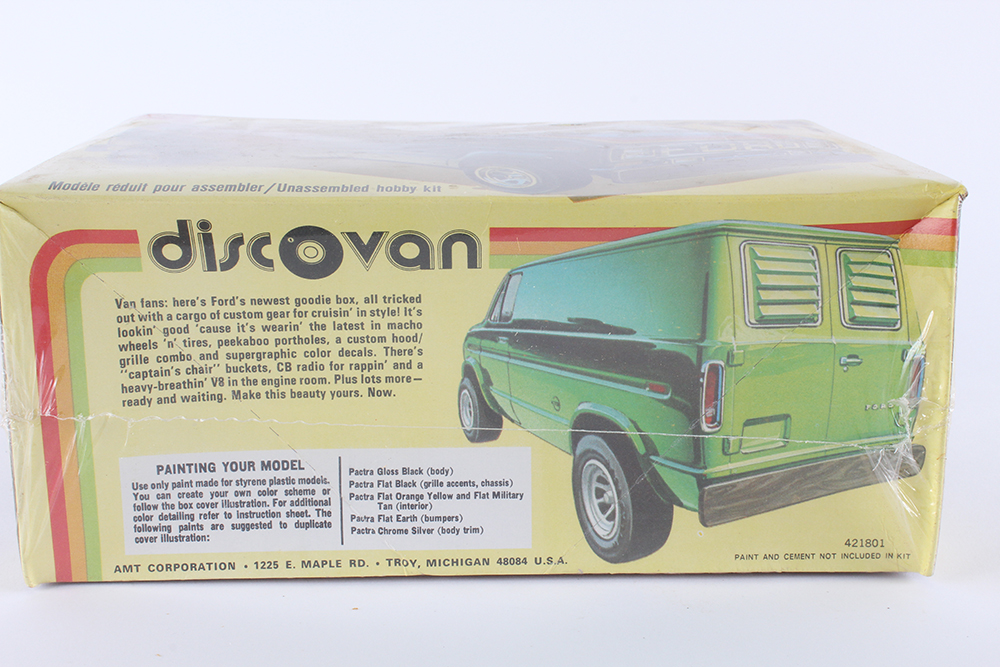 Modèle réduit pour assembler/Unassembled hobby kit
discovan
Van fans: here's Ford's newest goodie box, all tricked
out with a cargo of custom gear for cruisin' in style! It's
lookin' good 'cause it's wearin' the latest in macho
wheels 'n' tires, peekaboo portholes, a custom hood/
grille combo and supergraphic color decals. There's
"captain's chair" buckets, CB radio for rappin' and a
heavy-breathin' V8 in the engine room. Plus lots more—
ready and waiting. Make this beauty yours. Now.
PAINTING YOUR MODEL
Use only paint made for styrene plastic models.
You can create your own color scheme or
follow the box cover illustration. For additional
color detailing refer to instruction sheet. The
following paints are suggested to duplicate
cover illustration:
Pactra Gloss Black (body)
Pactra Flat Black (grille accents, chassis)
Pactra Flat Orange Yellow and Flat Military
Tan (interior)
Pactra Flat Earth (bumpers)
Pactra Chrome Silver (body trim)
421801
PAINT AND CEMENT NOT INCLUDED IN KIT
AMT CORPORATION • 1225 E. MAPLE RD. • TROY, MICHIGAN 48084 U.S.A.